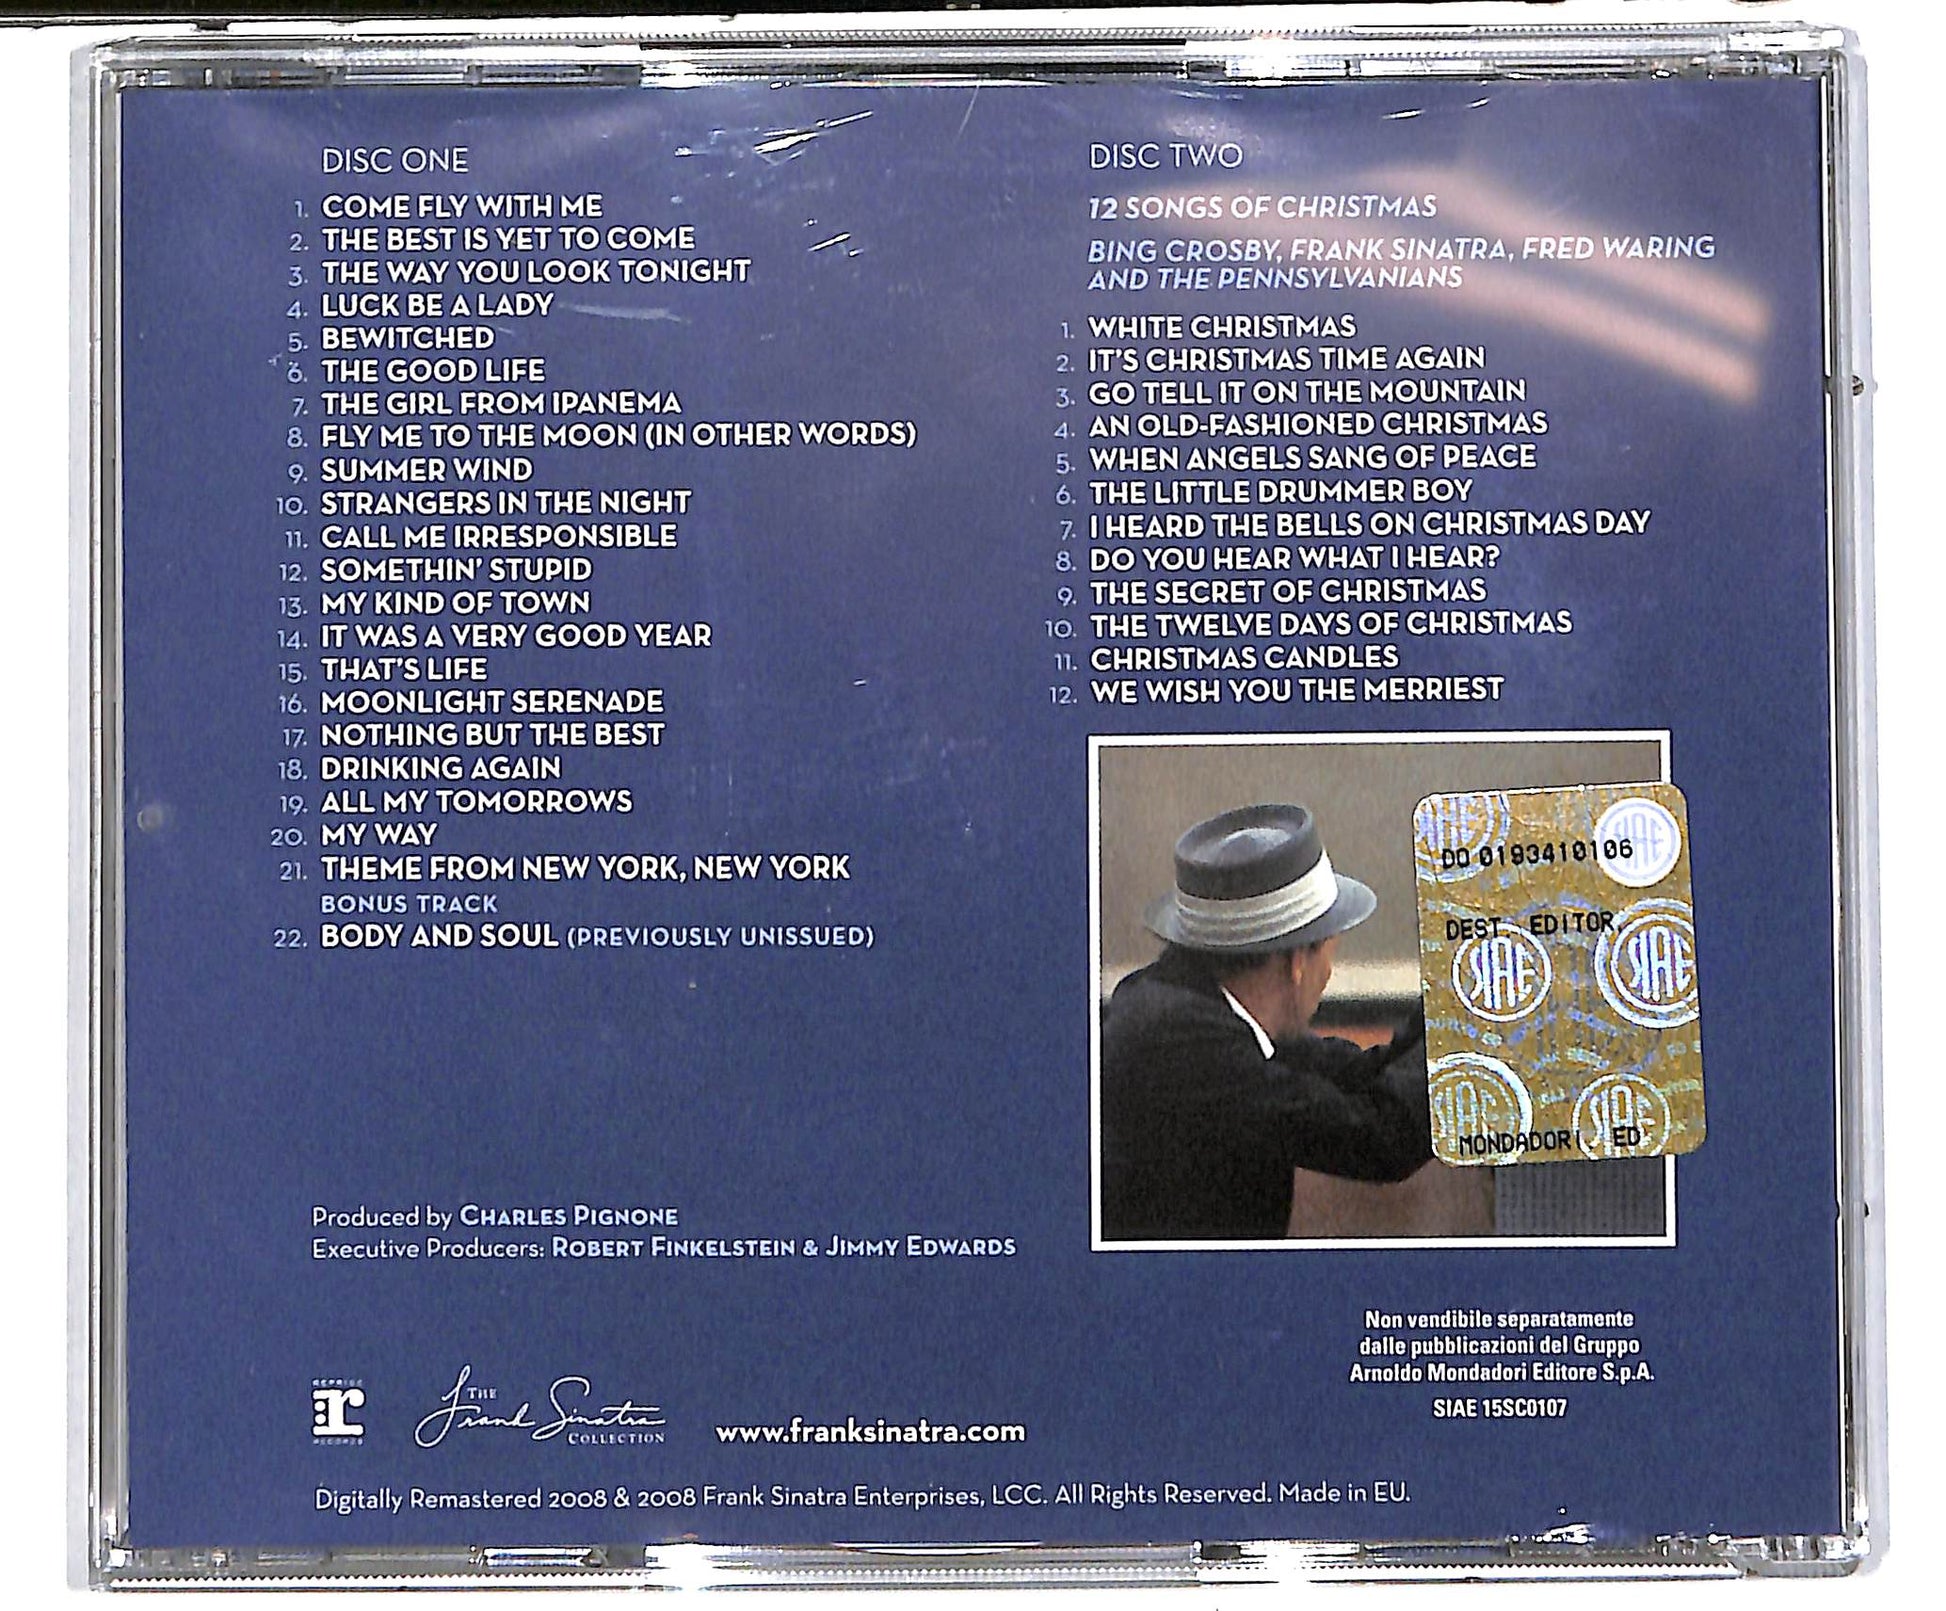 DISC ONE
1. COME FLY WITH ME
2. THE BEST IS YET TO COME
3. THE WAY YOU LOOK TONIGHT
4. LUCK BE A LADY
5. BEWITCHED
6. THE GOOD LIFE
7. THE GIRL FROM IPANEMA
8. FLY ME TO THE MOON (IN OTHER WORDS)
9. SUMMER WIND
10. STRANGERS IN THE NIGHT
11. CALL ME IRRESPONSIBLE
12. SOMETHIN' STUPID
13. MY KIND OF TOWN
14. IT WAS A VERY GOOD YEAR
15. THAT'S LIFE
16. MOONLIGHT SERENADE
17. NOTHING BUT THE BEST
18. DRINKING AGAIN
19. ALL MY TOMORROWS
20. MY WAY
21. THEME FROM NEW YORK, NEW YORK
BONUS TRACK
22. BODY AND SOUL (PREVIOUSLY UNISSUED)
DISC TWO
12 SONGS OF CHRISTMAS
BING CROSBY, FRANK SINATRA, FRED WARING
AND THE PENNSYLVANIANS
1. WHITE CHRISTMAS
2. IT'S CHRISTMAS TIME AGAIN
3. GO TELL IT ON THE MOUNTAIN
4. AN OLD-FASHIONED CHRISTMAS
5. WHEN ANGELS SANG OF PEACE
6. THE LITTLE DRUMMER BOY
7. I HEARD THE BELLS ON CHRISTMAS DAY
8. DO YOU HEAR WHAT I HEAR?
9. THE SECRET OF CHRISTMAS
10. THE TWELVE DAYS OF CHRISTMAS
11. CHRISTMAS CANDLES
12. WE WISH YOU THE MERRIEST
SIAE
DO 0193410106
DEST. EDITOR.
SIAE SIAE
SIAE SIAE
MONDADORI ED
Produced by CHARLES PIGNONE
Executive Producers: ROBERT FINKELSTEIN & JIMMY EDWARDS
Non vendibile separatamente
dalle pubblicazioni del Gruppo
Arnoldo Mondadori Editore S.p.A.
SIAE 15SC0107
REPRISE
r
RECORDS
THE
Frank Sinatra
COLLECTION
www.franksinatra.com
Digitally Remastered 2008 & 2008 Frank Sinatra Enterprises, LCC. All Rights Reserved. Made in EU.